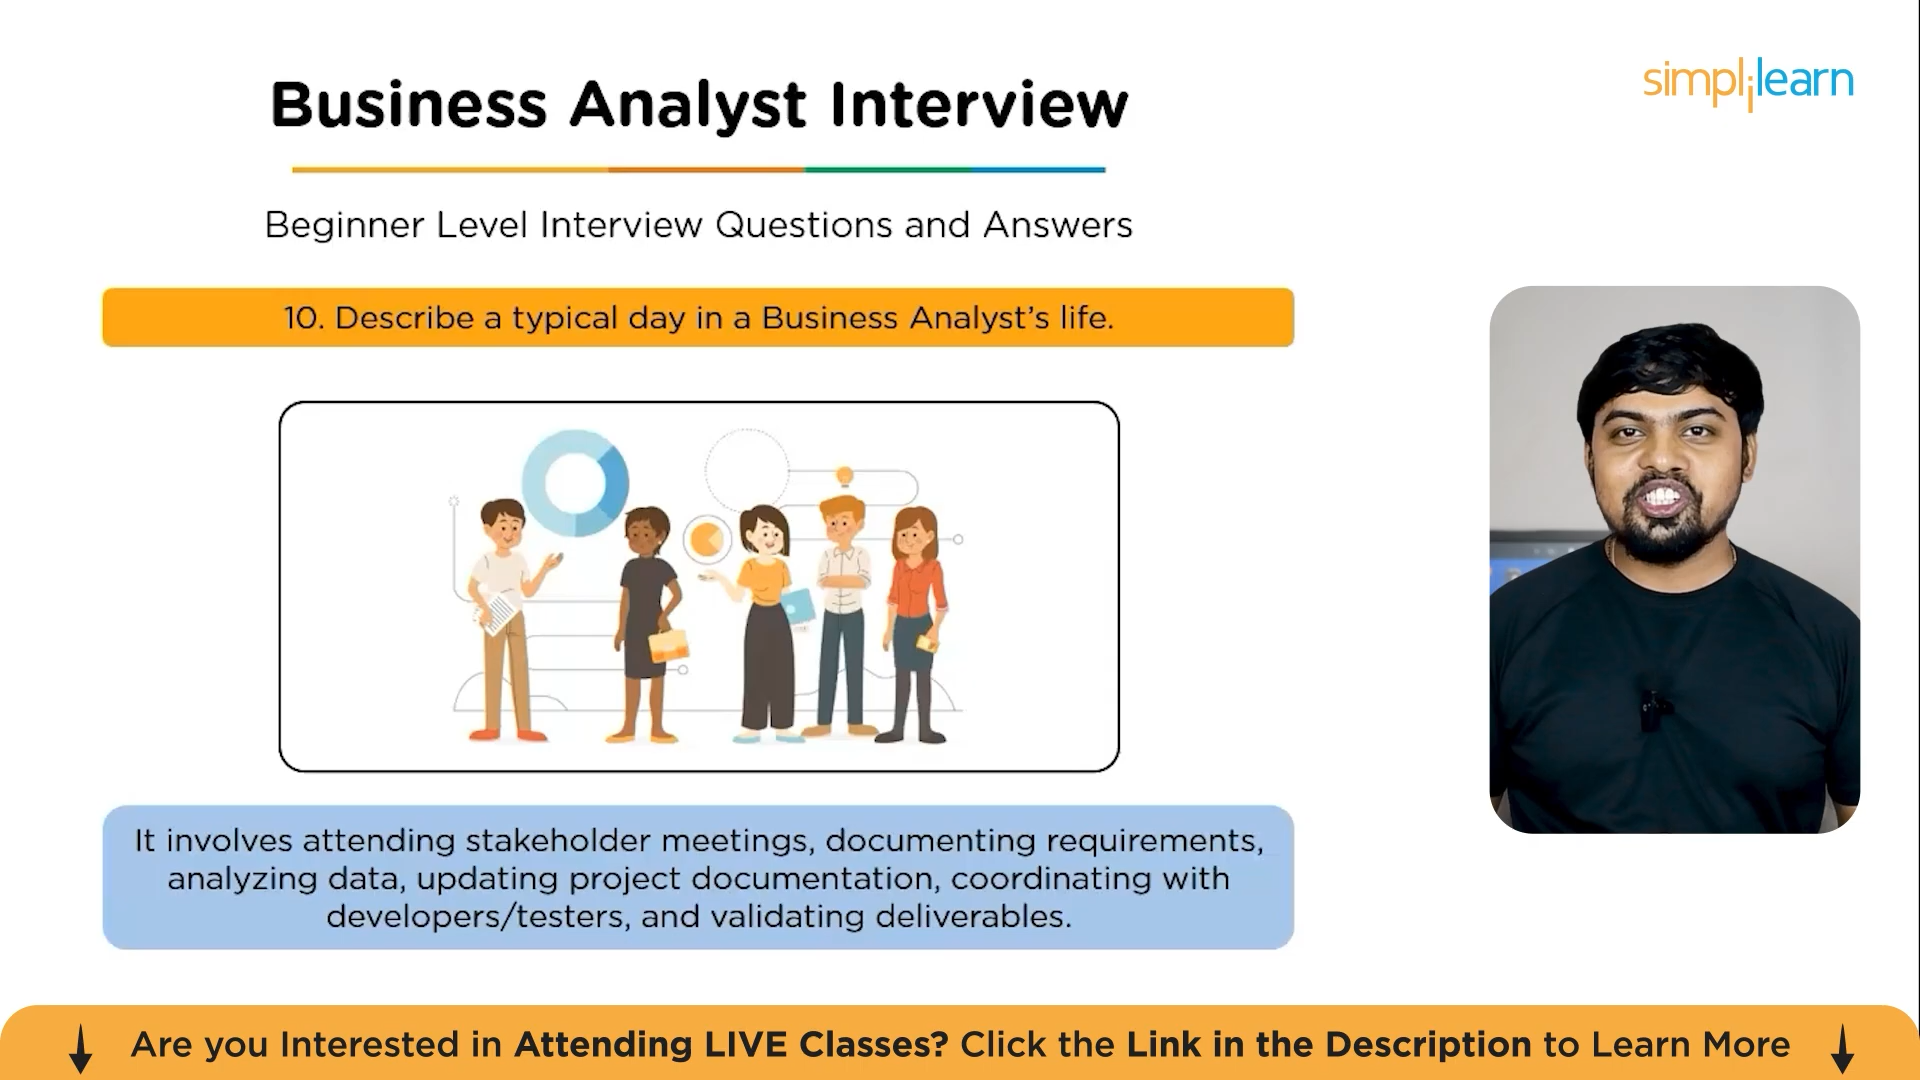 Business Analyst Interview
simplilearn
Beginner Level Interview Questions and Answers
10. Describe a typical day in a Business Analyst's life.
It involves attending stakeholder meetings, documenting requirements,
analyzing data, updating project documentation, coordinating with
developers/testers, and validating deliverables.
Are you Interested in Attending LIVE Classes? Click the Link in the Description to Learn More